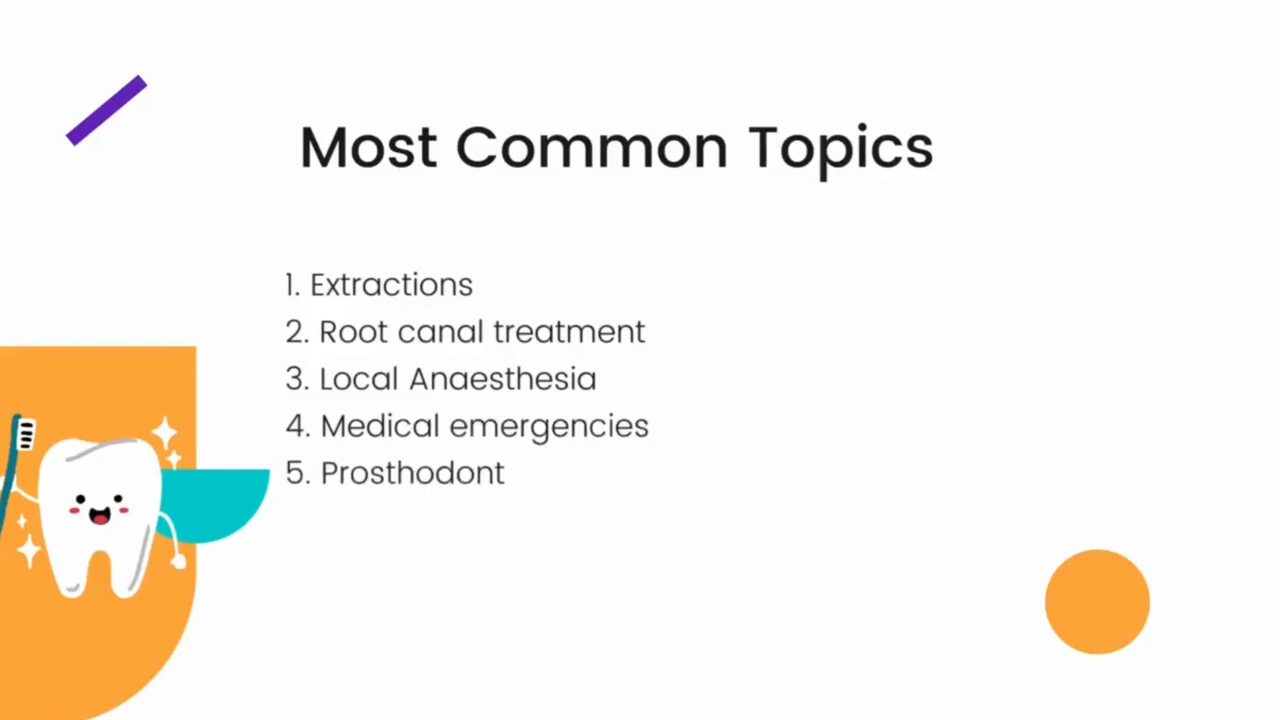 Most Common Topics
1. Extractions
2. Root canal treatment
3. Local Anaesthesia
4. Medical emergencies
5. Prosthodont